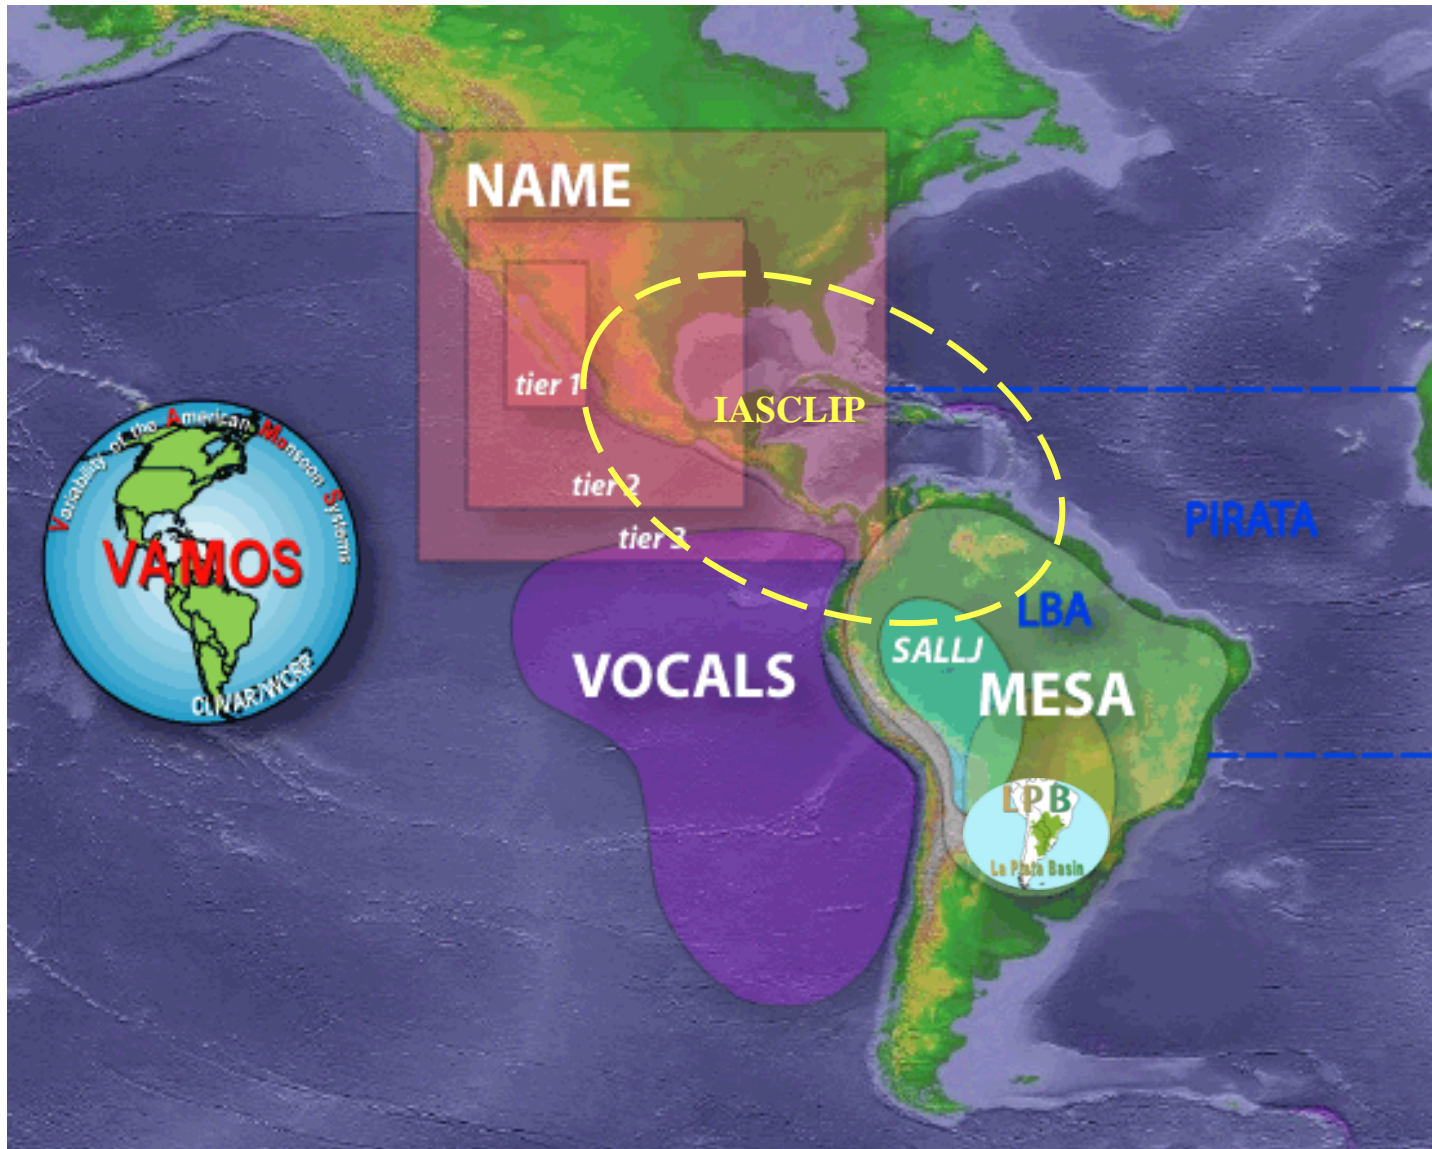 NAME
tier 1
IASCLIP
tier 2
tier 3
PIRATA
Variability of the American Monsoon Systems
VAMOS
CLIVAR/WCRP
VOCALS
LBA
SALLJ
MESA
LPB
La Plata Basin